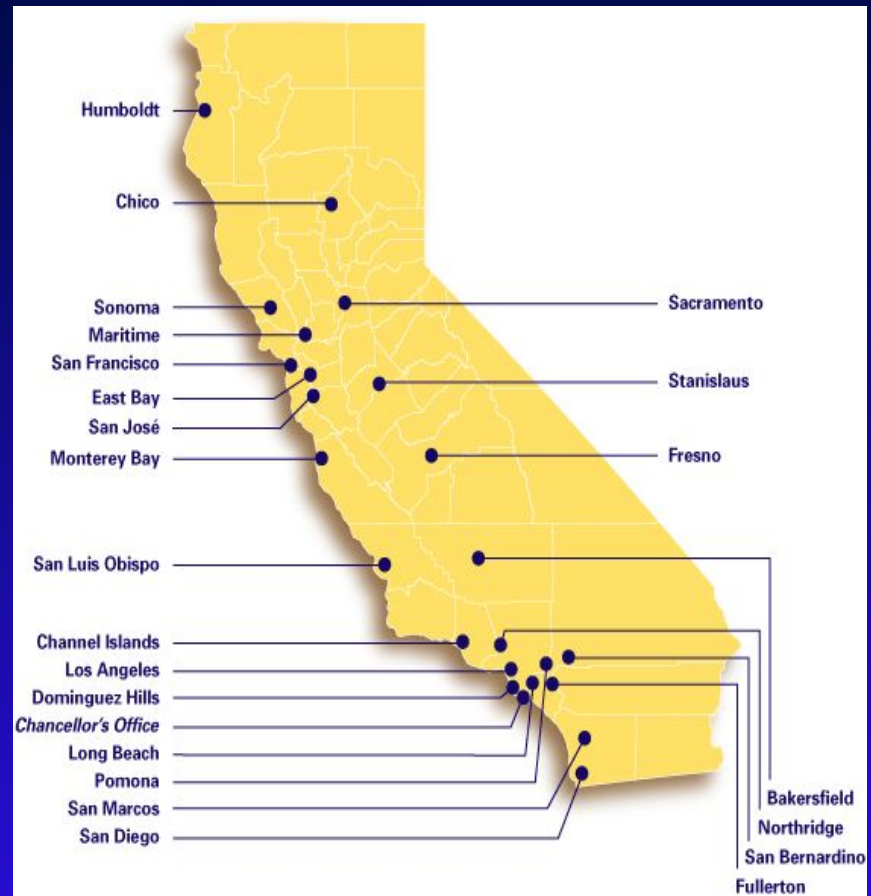 Humboldt
Chico
Sonoma
Maritime
San Francisco
East Bay
San José
Monterey Bay
San Luis Obispo
Channel Islands
Los Angeles
Dominguez Hills
Chancellor's Office
Long Beach
Pomona
San Marcos
San Diego
Sacramento
Stanislaus
Fresno
Bakersfield
Northridge
San Bernardino
Fullerton